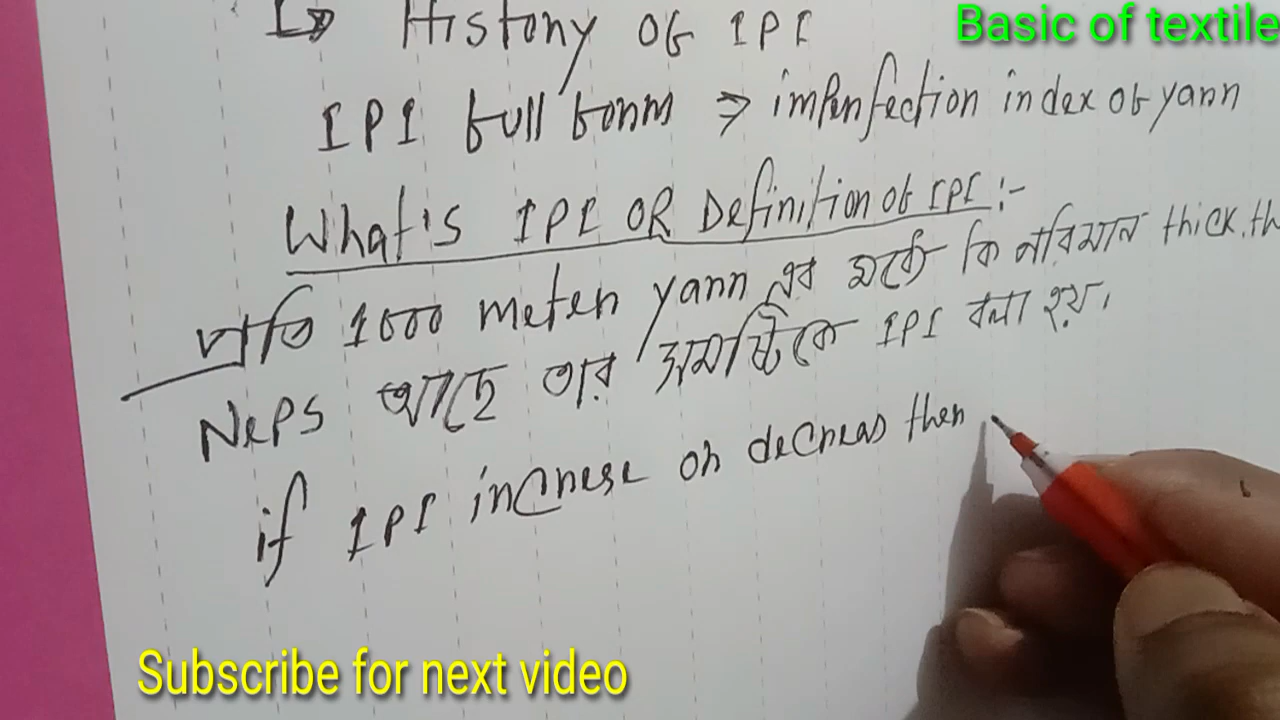 Basic of textile
History of IPI
IPI full form ⇒ imperfection index of yarn
What's IPI OR Definition of IPI :-
প্রতি 1000 meter yarn এর মধ্যে কি পরিমান thick, th
Neps আছে তার সমষ্টিকে IPI বলা হয়।
if IPI increse or decreas then
Subscribe for next video